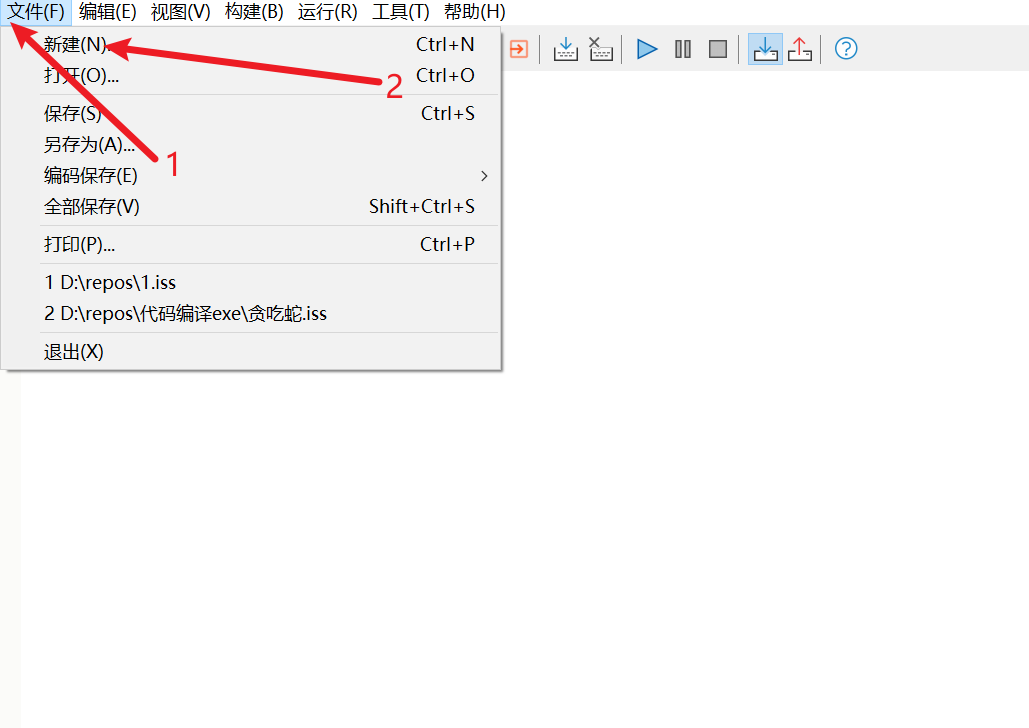 文件(F) 编辑(E) 视图(V) 构建(B) 运行(R) 工具(T) 帮助(H)
新建(N)... Ctrl+N
打开(O)... Ctrl+O
2
保存(S) Ctrl+S
另存为(A)...
1
编码保存(E)
全部保存(V) Shift+Ctrl+S
打印(P)... Ctrl+P
1 D:\repos\1.iss
2 D:\repos\代码编译exe\贪吃蛇.iss
退出(X)